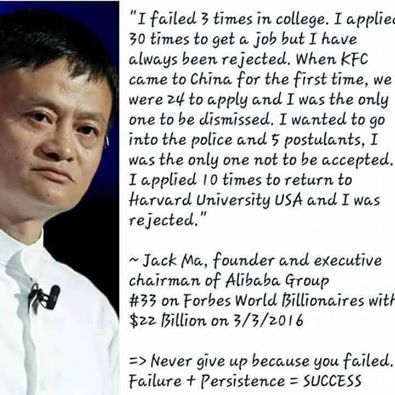 "I failed 3 times in college. I applied
30 times to get a job but I have
always been rejected. When KFC
came to China for the first time, we
were 24 to apply and I was the only
one to be dismissed. I wanted to go
into the police and 5 postulants, I
was the only one not to be accepted.
I applied 10 times to return to
Harvard University USA and I was
rejected."
~ Jack Ma, founder and executive
chairman of Alibaba Group
#33 on Forbes World Billionaires with
$22 Billion on 3/3/2016
=> Never give up because you failed.
Failure + Persistence = SUCCESS